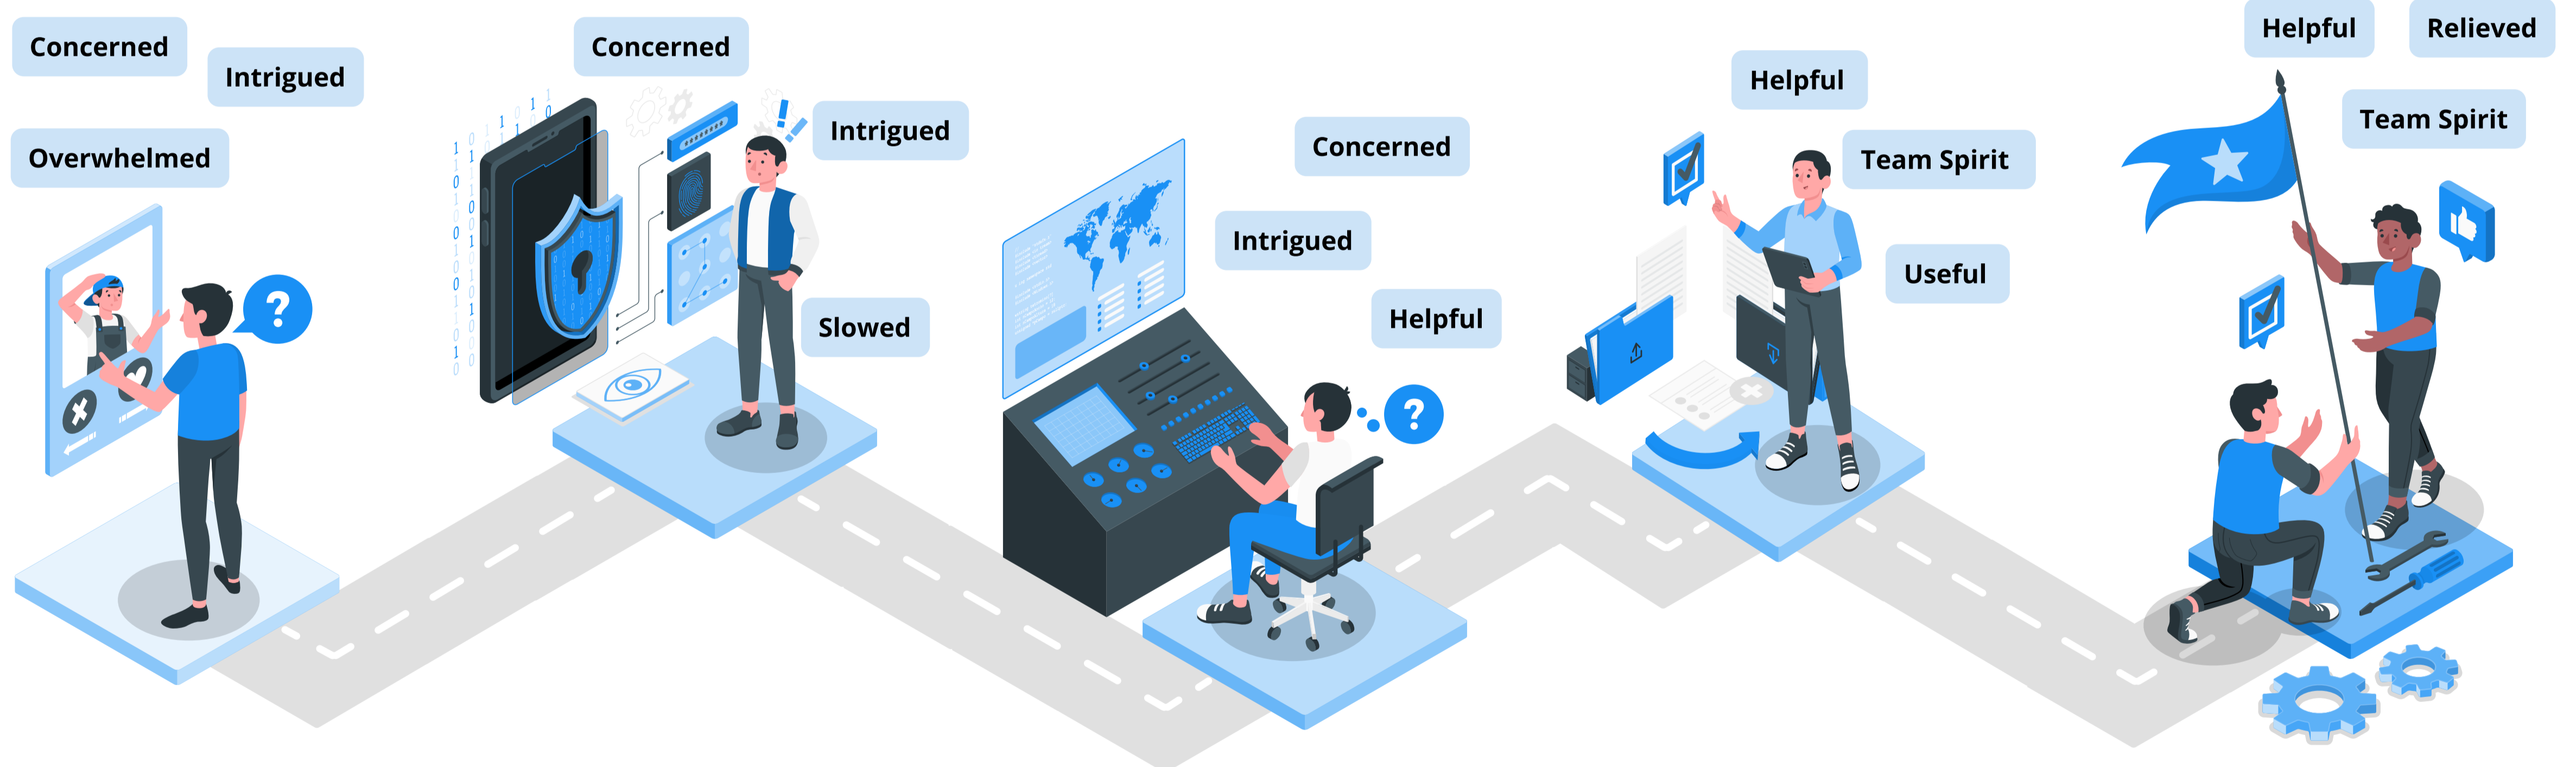 Concerned
Intrigued
Overwhelmed
?
Concerned
Intrigued
Slowed
Concerned
Intrigued
Helpful
?
Helpful
Team Spirit
Useful
Helpful
Relieved
Team Spirit